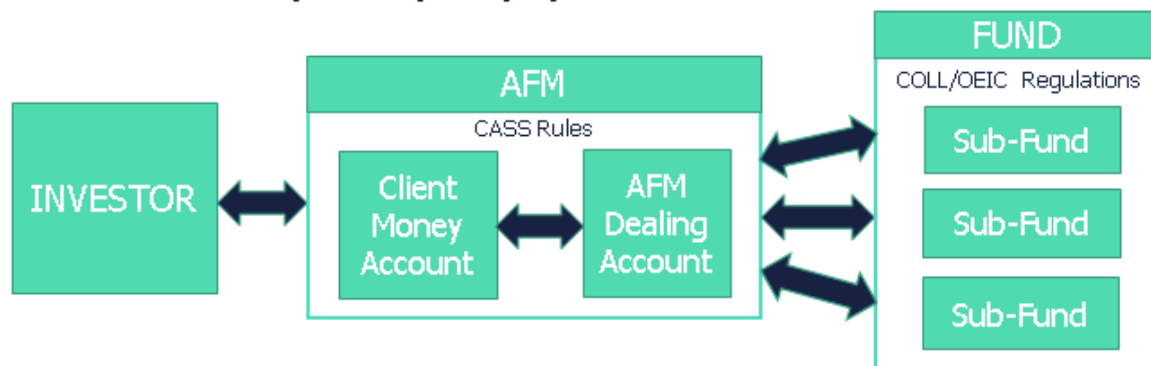 INVESTOR
AFM
CASS Rules
Client
Money
Account
AFM
Dealing
Account
FUND
COLL/OEIC Regulations
Sub-Fund
Sub-Fund
Sub-Fund